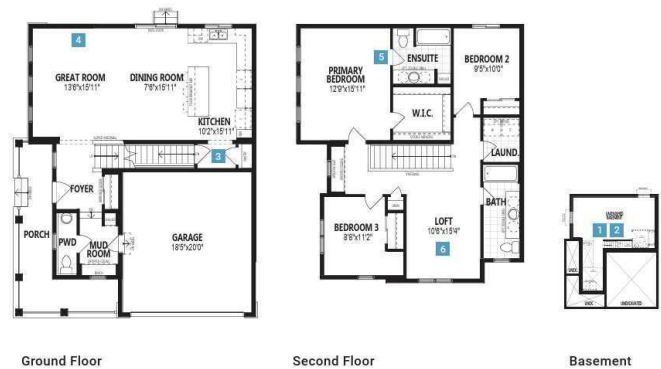 4
GREAT ROOM
13'6"x15'11"
DINING ROOM
7'6"x15'11"
KITCHEN
10'2"x15'11"
3
FOYER
PORCH
PWD
MUD
ROOM
GARAGE
18'5"x20'0"
Ground Floor
PRIMARY
BEDROOM
12'9"x15'11"
5
ENSUITE
BEDROOM 2
9'5"x10'0"
W.I.C.
LAUND.
BATH
BEDROOM 3
8'8"x11'2"
LOFT
10'8"x15'4"
6
Second Floor
1
2
UNEX.
UNEX.
UNEXCAVATED
Basement